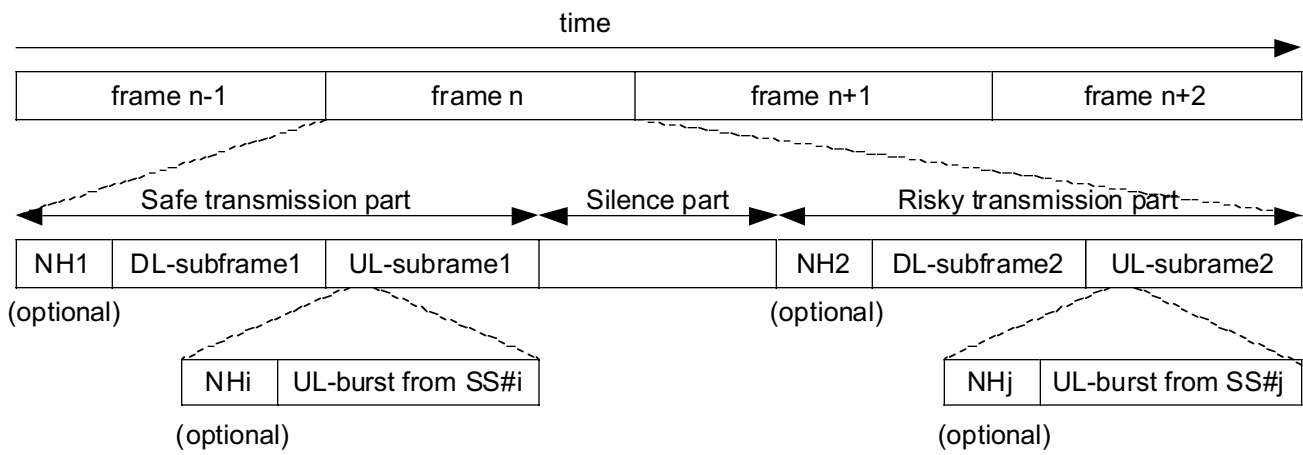 time
frame n-1 frame n frame n+1 frame n+2
Safe transmission part Silence part Risky transmission part
NH1 DL-subframe1 UL-subrame1 NH2 DL-subframe2 UL-subrame2
(optional) (optional)
NHi UL-burst from SS#i NHj UL-burst from SS#j
(optional) (optional)